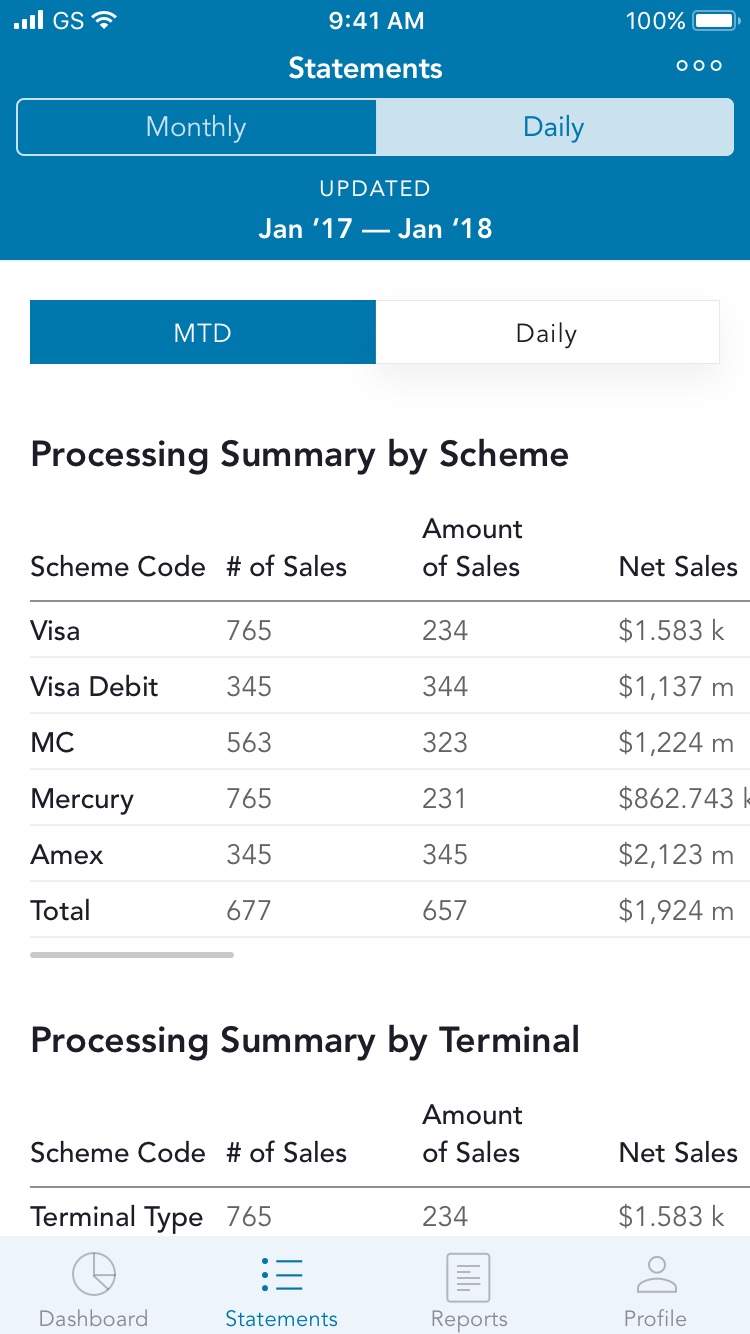 GS 9:41 AM 100%
Statements
Monthly Daily
UPDATED
Jan ’17 — Jan ‘18
MTD Daily
Processing Summary by Scheme
Amount
Scheme Code # of Sales of Sales Net Sales
Visa 765 234 $1.583 k
Visa Debit 345 344 $1,137 m
MC 563 323 $1,224 m
Mercury 765 231 $862.743 k
Amex 345 345 $2,123 m
Total 677 657 $1,924 m
Processing Summary by Terminal
Amount
Scheme Code # of Sales of Sales Net Sales
Terminal Type 765 234 $1.583 k
Dashboard Statements Reports Profile